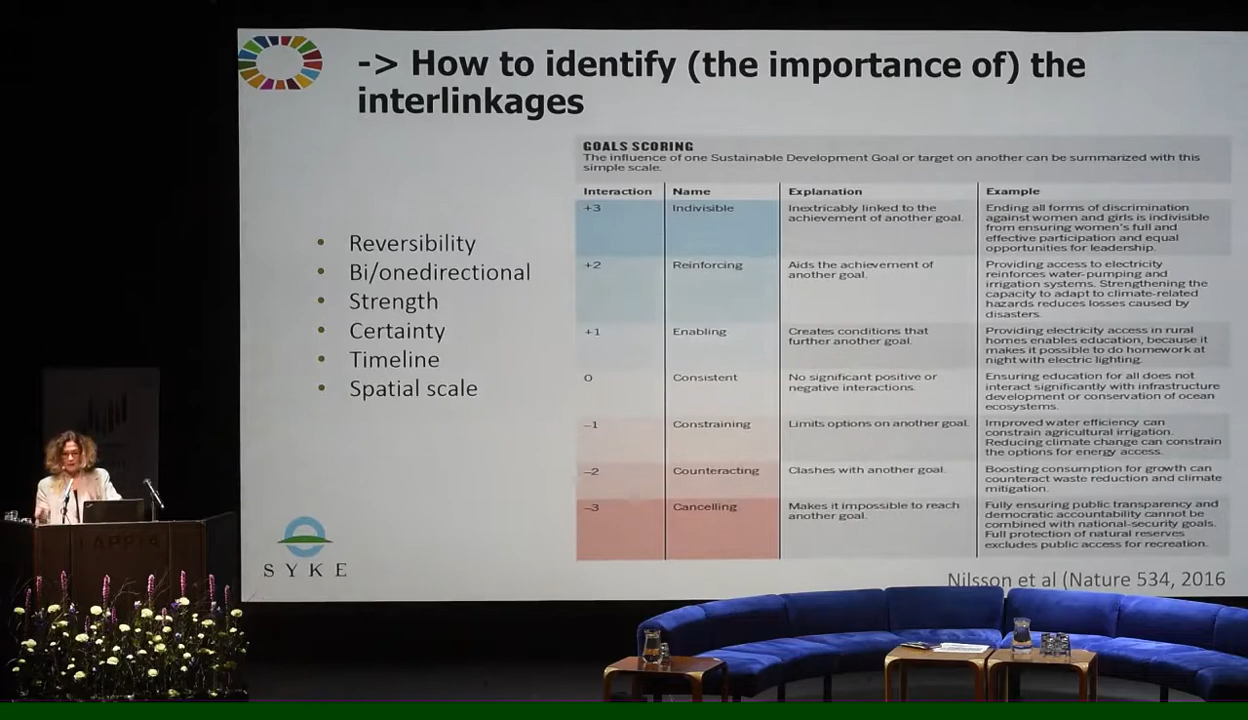 -> How to identify (the importance of) the
interlinkages
• Reversibility
• Bi/onedirectional
• Strength
• Certainty
• Timeline
• Spatial scale
GOALS SCORING
The influence of one Sustainable Development Goal or target on another can be summarized with this
simple scale.
Interaction Name Explanation Example
+3 Indivisible
Inextricably linked to the
achievement of another goal.
Ending all forms of discrimination
against women and girls is indivisible
from ensuring women's full and
effective participation and equal
opportunities for leadership.
+2 Reinforcing
Aids the achievement of
another goal.
Providing access to electricity
reinforces water-pumping and
irrigation systems. Strengthening the
capacity to adapt to climate-related
hazards reduces losses caused by
disasters.
+1 Enabling
Creates conditions that
further another goal.
Providing electricity access in rural
homes enables education, because it
makes it possible to do homework at
night with electric lighting.
0 Consistent
No significant positive or
negative interactions.
Ensuring education for all does not
interact significantly with infrastructure
development or conservation of ocean
ecosystems.
–1 Constraining
Limits options on another goal.
Improved water efficiency can
constrain agricultural irrigation.
Reducing climate change can constrain
the options for energy access.
–2 Counteracting
Clashes with another goal.
Boosting consumption for growth can
counteract waste reduction and climate
mitigation.
–3 Cancelling
Makes it impossible to reach
another goal.
Fully ensuring public transparency and
democratic accountability cannot be
combined with national-security goals.
Full protection of natural reserves
excludes public access for recreation.
Nilsson et al (Nature 534, 2016
SYKE